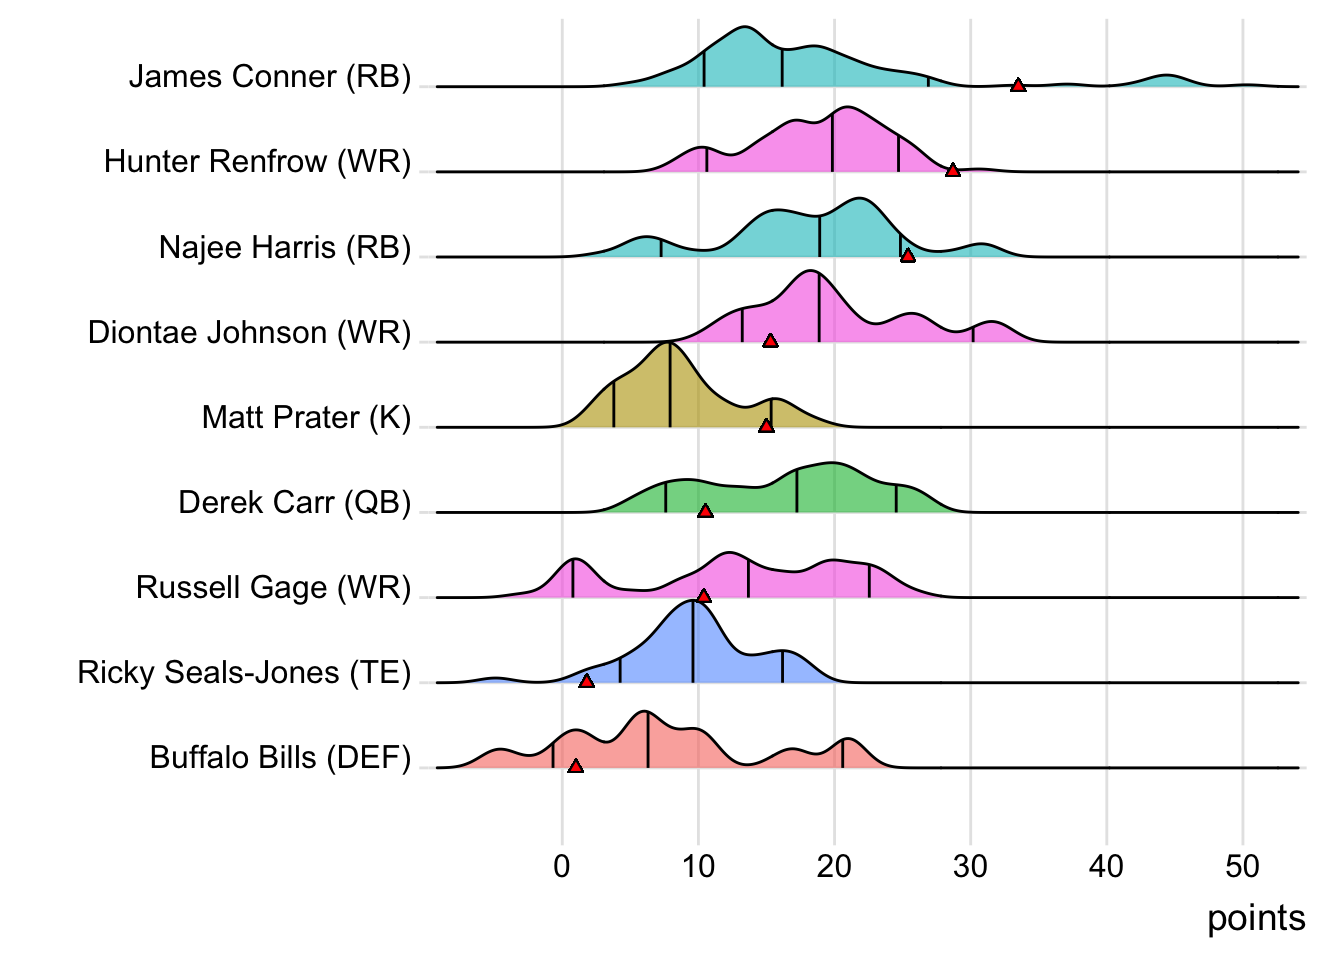 James Conner (RB)
Hunter Renfrow (WR)
Najee Harris (RB)
Diontae Johnson (WR)
Matt Prater (K)
Derek Carr (QB)
Russell Gage (WR)
Ricky Seals-Jones (TE)
Buffalo Bills (DEF)
0 10 20 30 40 50
points